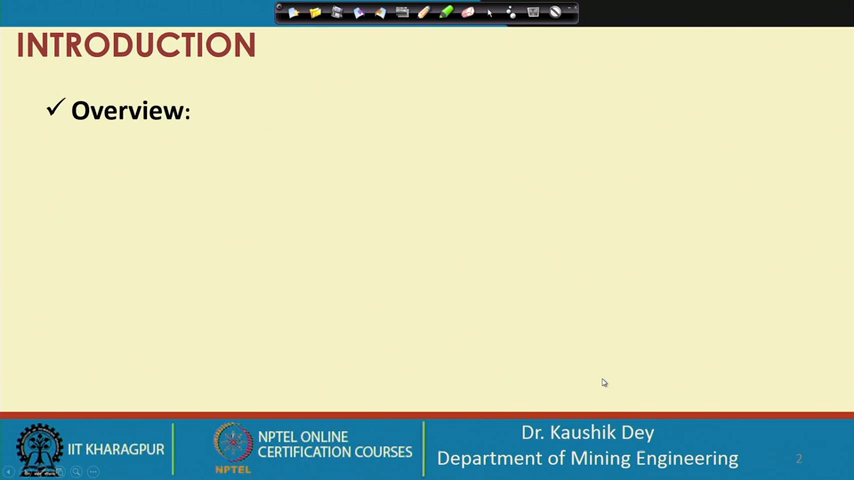 INTRODUCTION
✓ Overview:
IIT KHARAGPUR
NPTEL
NPTEL ONLINE
CERTIFICATION COURSES
Dr. Kaushik Dey
Department of Mining Engineering
2